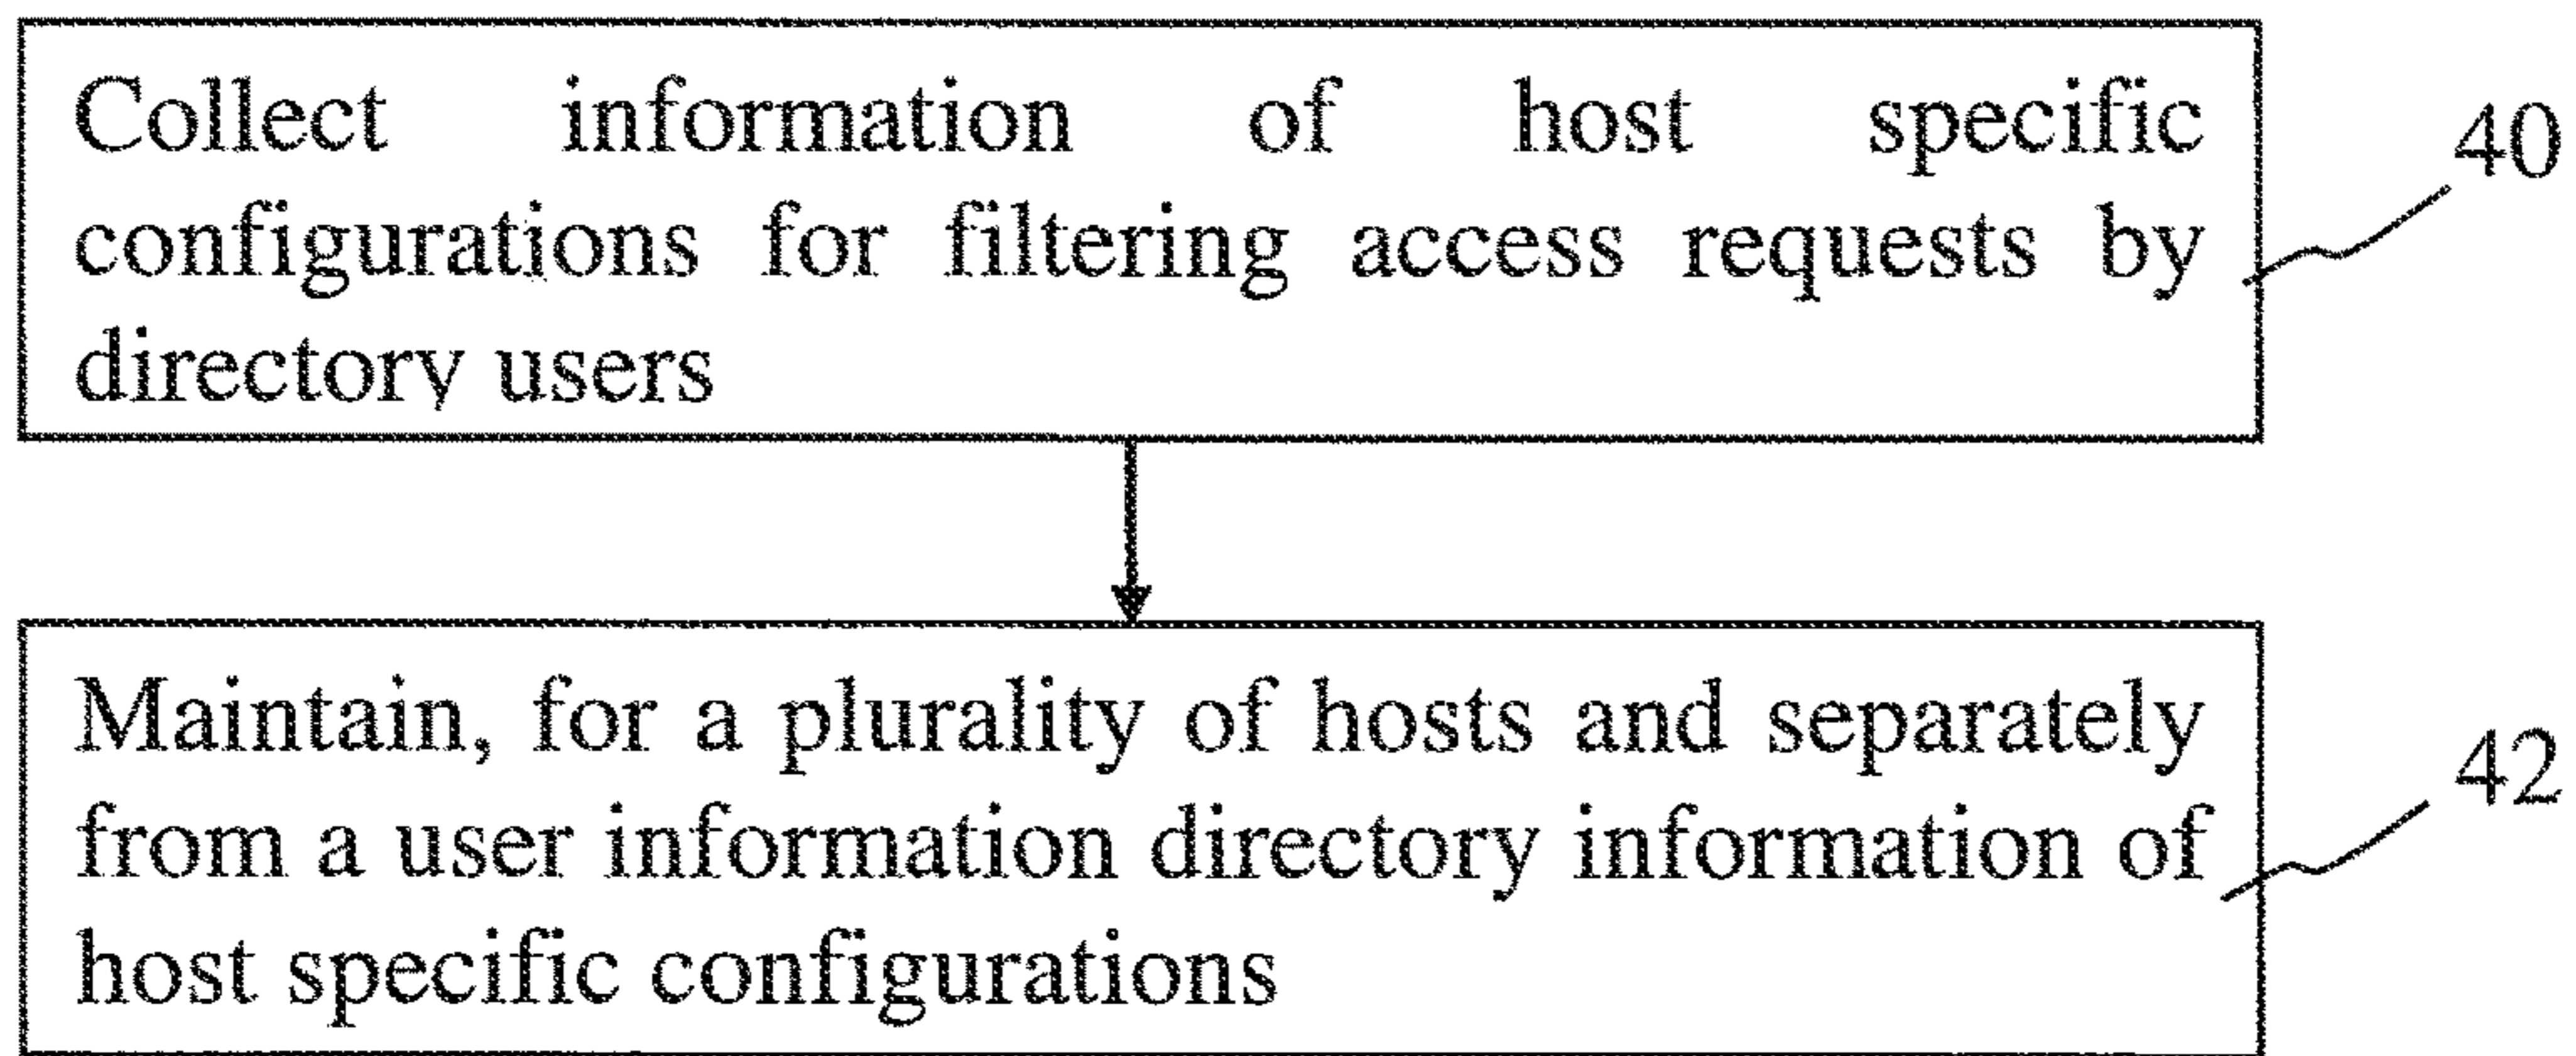 Collect information of host specific
configurations for filtering access requests by
directory users
40
Maintain, for a plurality of hosts and separately
from a user information directory information of
host specific configurations
42